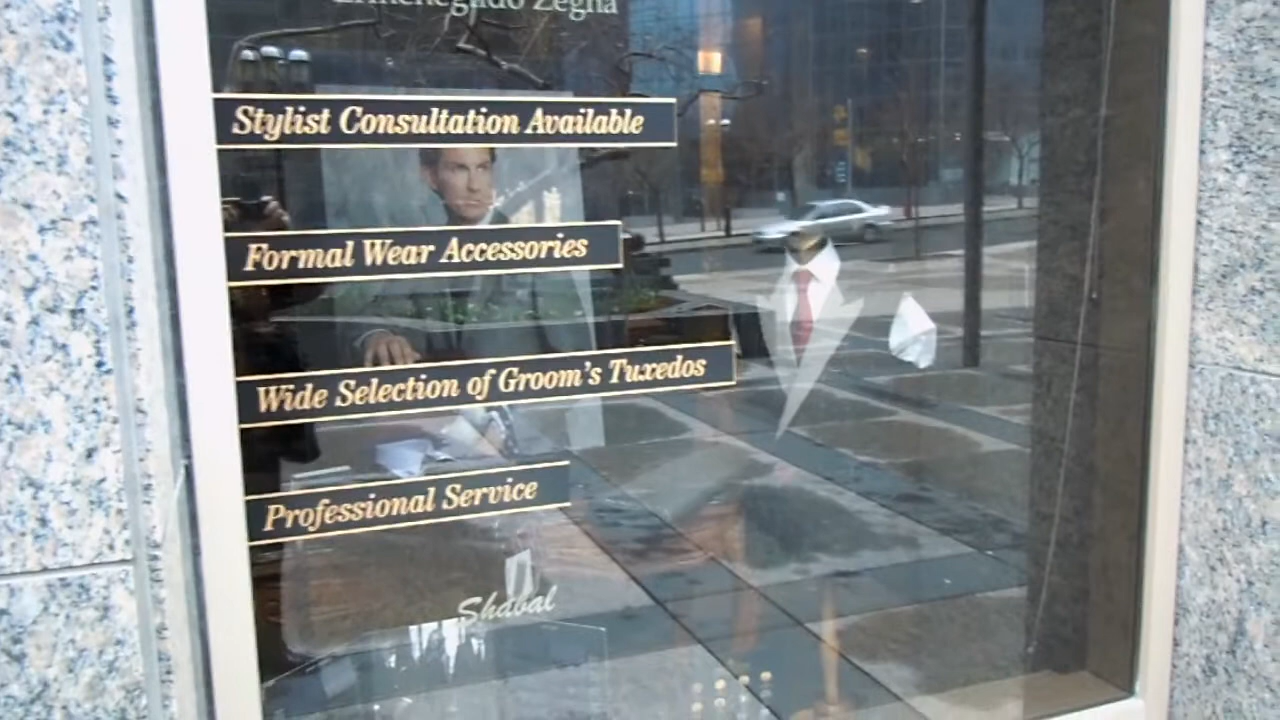 Ermenegildo Zegna
Stylist Consultation Available
Formal Wear Accessories
Wide Selection of Groom's Tuxedos
Professional Service
Shabal